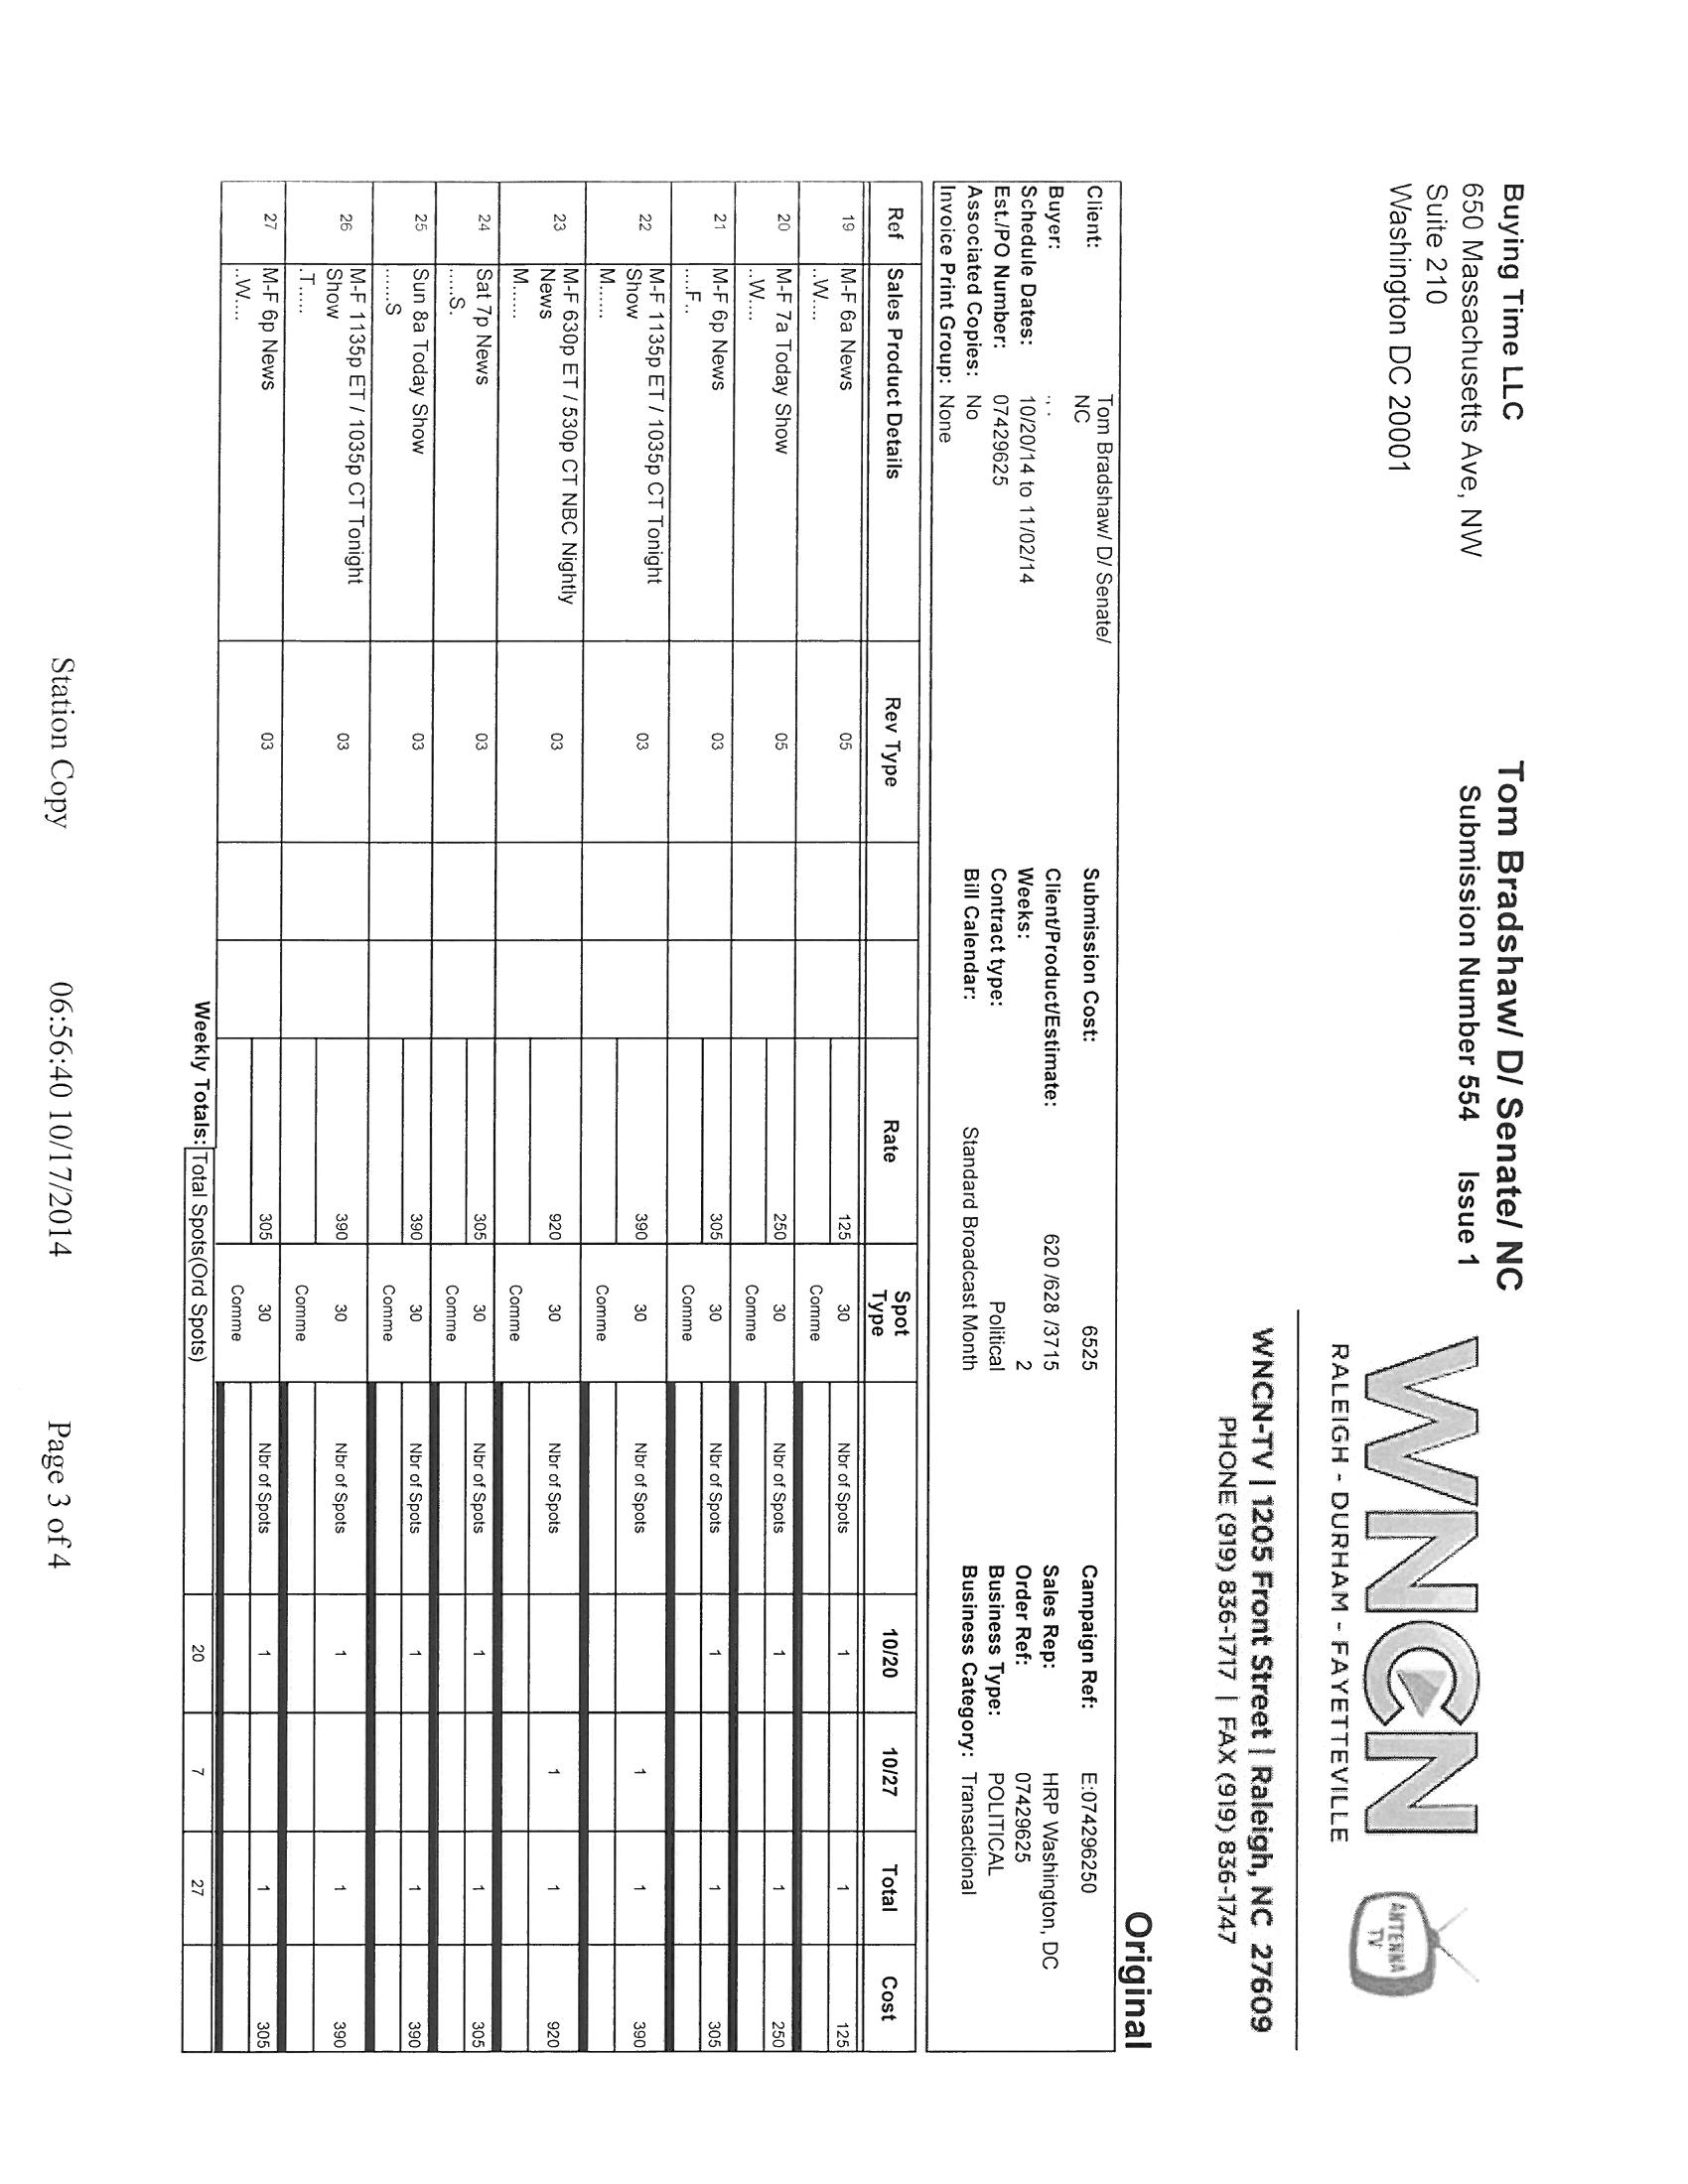 Buying Time LLC
650 Massachusetts Ave, NW
Suite 210
Washington DC 20001
Tom Bradshaw/ D/ Senate/ NC
Submission Number 554 Issue 1
WNCN
RALEIGH - DURHAM - FAYETTEVILLE
ANTENNA
TV
WNCN-TV | 1205 Front Street | Raleigh, NC 27609
PHONE (919) 836-1717 | FAX (919) 836-1747
Original
Client: Tom Bradshaw/ D/ Senate/ Submission Cost: 6525 Campaign Ref: E:074296250
NC
Buyer: ., . Client/Product/Estimate: 620 /628 /3715 Sales Rep: HRP Washington, DC
Schedule Dates: 10/20/14 to 11/02/14 Weeks: 2 Order Ref: 07429625
Est./PO Number: 07429625 Contract type: Political Business Type: POLITICAL
Associated Copies: No Bill Calendar: Standard Broadcast Month Business Category: Transactional
Invoice Print Group: None
Ref Sales Product Details Rev Type Rate Spot Type 10/20 10/27 Total Cost
19 M-F 6a News 05 125 30 Nbr of Spots 1 1 125
..W.... Comme
20 M-F 7a Today Show 05 250 30 Nbr of Spots 1 1 250
..W.... Comme
21 M-F 6p News 03 305 30 Nbr of Spots 1 1 305
....F.. Comme
22 M-F 1135p ET / 1035p CT Tonight 03 390 30 Nbr of Spots 1 1 390
Show
M...... Comme
23 M-F 630p ET / 530p CT NBC Nightly 03 920 30 Nbr of Spots 1 1 920
News
M...... Comme
24 Sat 7p News 03 305 30 Nbr of Spots 1 1 305
.....S. Comme
25 Sun 8a Today Show 03 390 30 Nbr of Spots 1 1 390
......S Comme
26 M-F 1135p ET / 1035p CT Tonight 03 390 30 Nbr of Spots 1 1 390
Show
.T..... Comme
27 M-F 6p News 03 305 30 Nbr of Spots 1 1 305
..W.... Comme
Weekly Totals: Total Spots(Ord Spots) 20 7 27
Station Copy 06:56:40 10/17/2014 Page 3 of 4